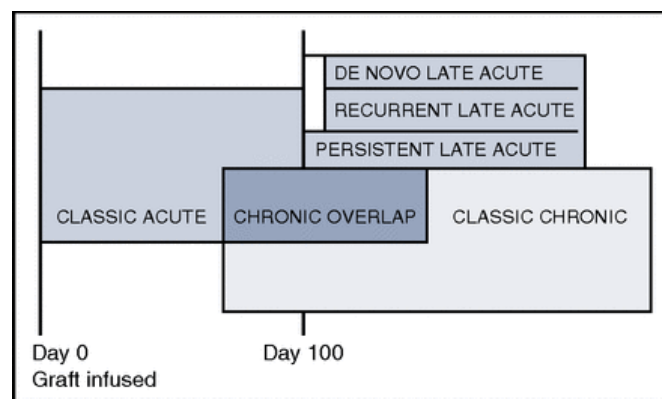 DE NOVO LATE ACUTE
RECURRENT LATE ACUTE
PERSISTENT LATE ACUTE
CLASSIC ACUTE
CHRONIC OVERLAP
CLASSIC CHRONIC
Day 0
Graft infused
Day 100